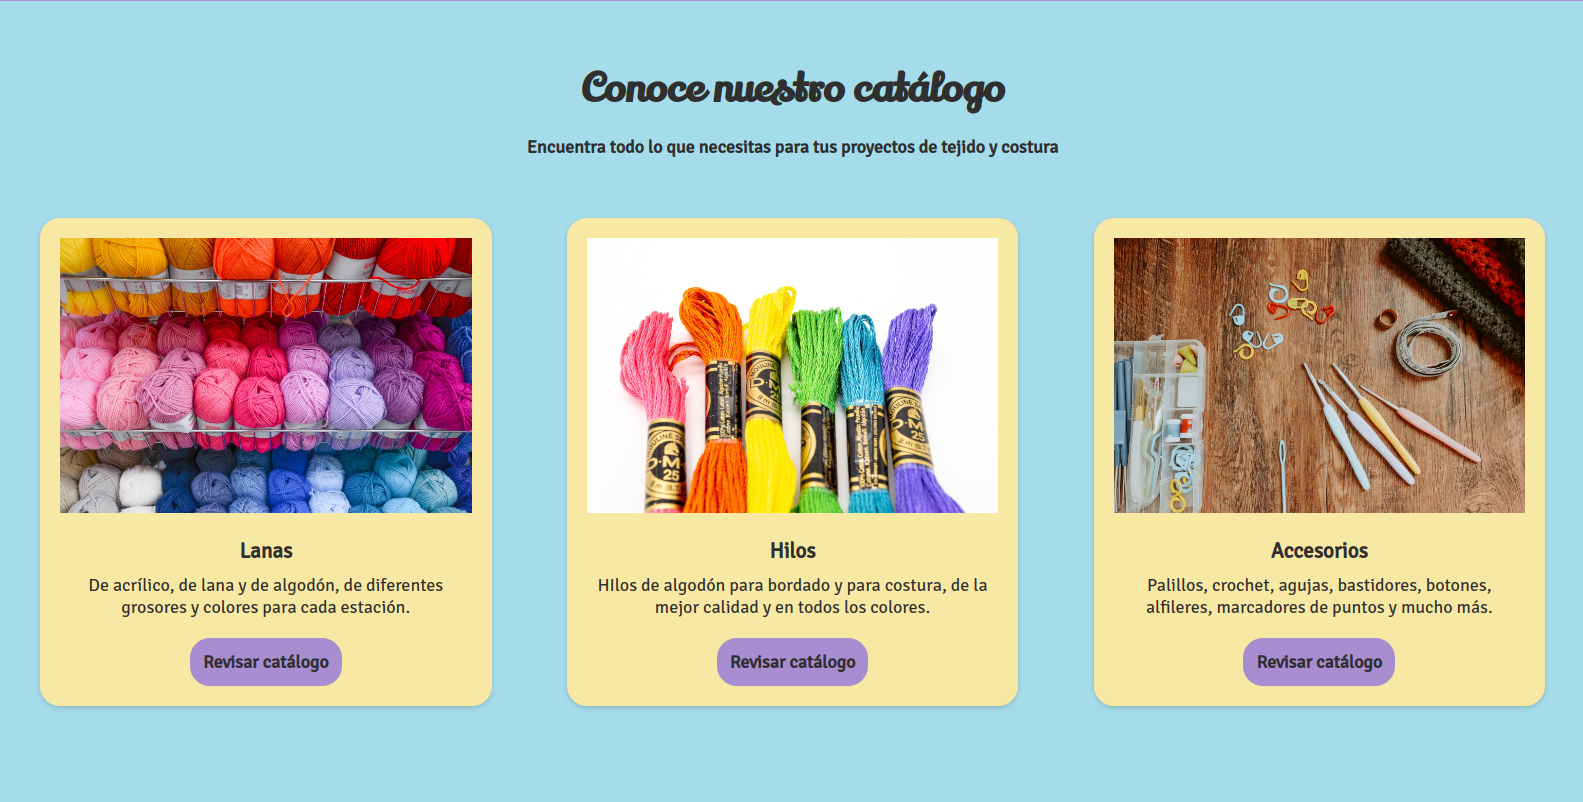 Conoce nuestro catálogo
Encuentra todo lo que necesitas para tus proyectos de tejido y costura
Lanas
De acrílico, de lana y de algodón, de diferentes
grosores y colores para cada estación.
Revisar catálogo
Hilos
HIlos de algodón para bordado y para costura, de la
mejor calidad y en todos los colores.
Revisar catálogo
Accesorios
Palillos, crochet, agujas, bastidores, botones,
alfileres, marcadores de puntos y mucho más.
Revisar catálogo